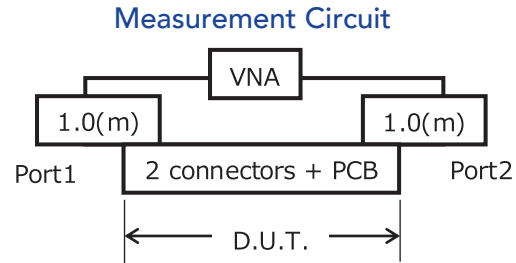 Measurement Circuit
VNA
1.0(m)
1.0(m)
Port1
2 connectors + PCB
Port2
D.U.T.